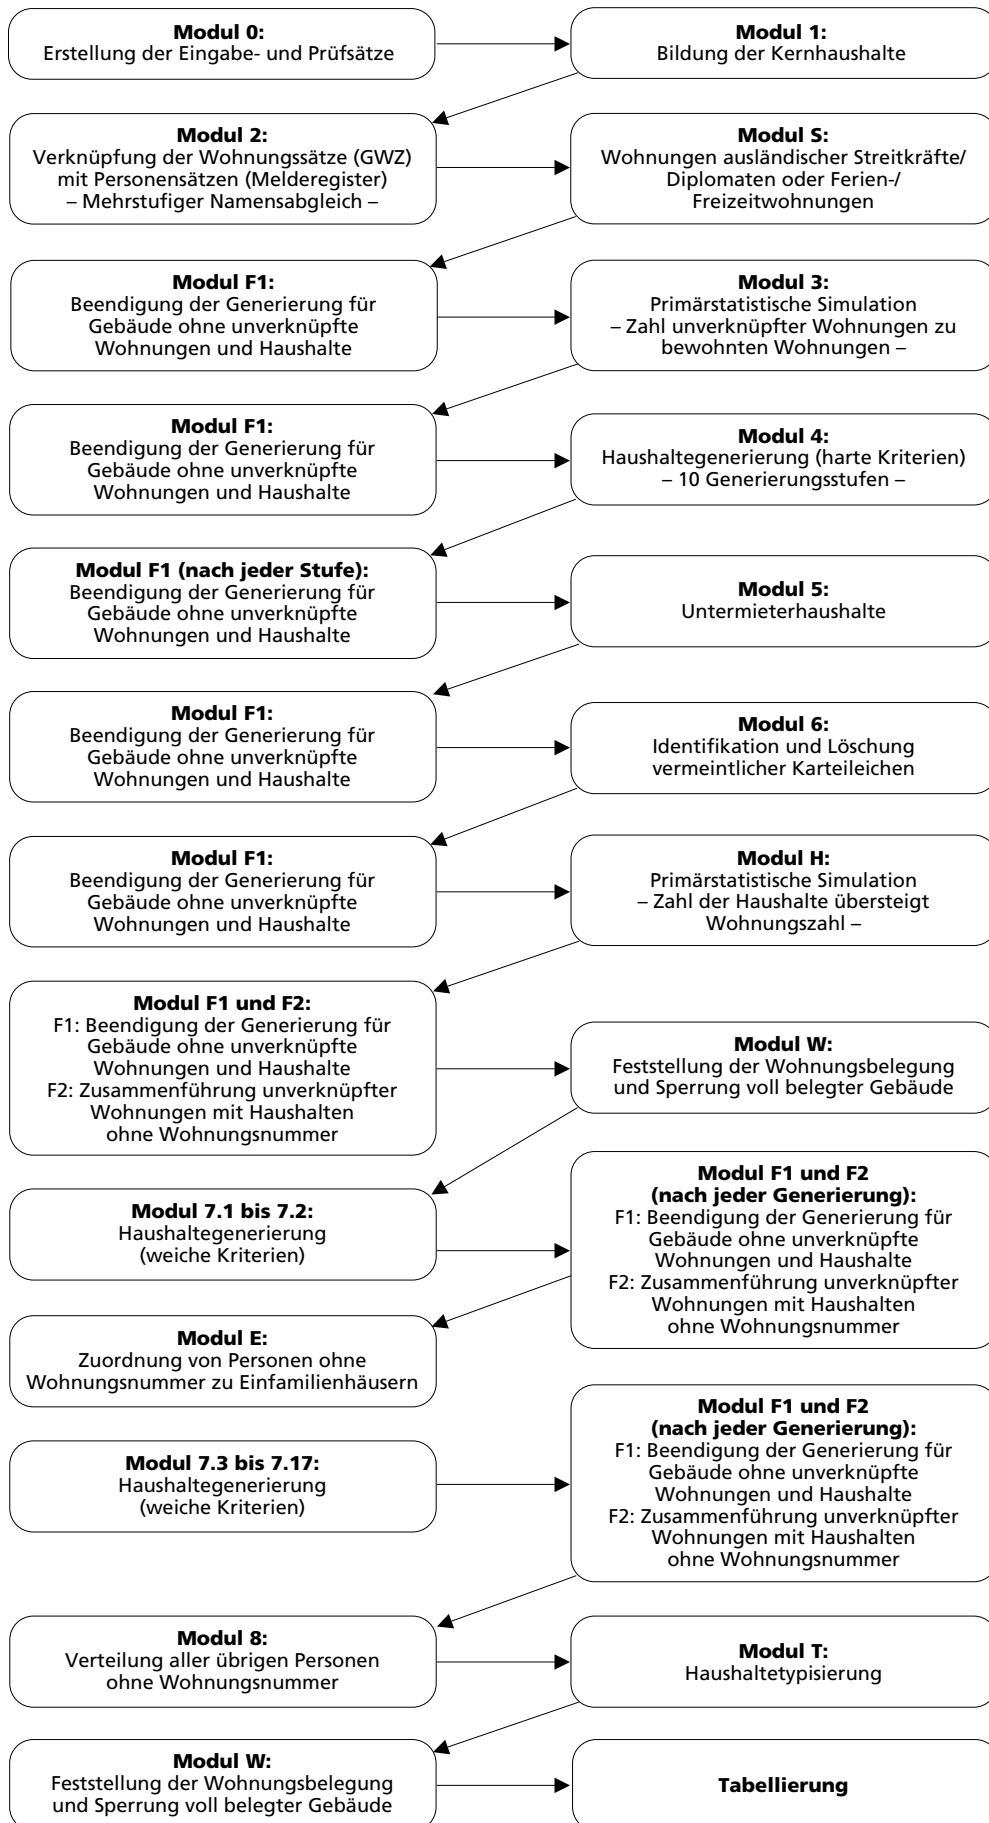 Modul 0:
Erstellung der Eingabe- und Prüfsätze
Modul 1:
Bildung der Kernhaushalte
Modul 2:
Verknüpfung der Wohnungssätze (GWZ)
mit Personensätzen (Melderegister)
– Mehrstufiger Namensabgleich –
Modul S:
Wohnungen ausländischer Streitkräfte/
Diplomaten oder Ferien-/
Freizeitwohnungen
Modul F1:
Beendigung der Generierung für
Gebäude ohne unverknüpfte
Wohnungen und Haushalte
Modul 3:
Primärstatistische Simulation
– Zahl unverknüpfter Wohnungen zu
bewohnten Wohnungen –
Modul F1:
Beendigung der Generierung für
Gebäude ohne unverknüpfte
Wohnungen und Haushalte
Modul 4:
Haushaltegenerierung (harte Kriterien)
– 10 Generierungsstufen –
Modul F1 (nach jeder Stufe):
Beendigung der Generierung für
Gebäude ohne unverknüpfte
Wohnungen und Haushalte
Modul 5:
Untermieterhaushalte
Modul F1:
Beendigung der Generierung für
Gebäude ohne unverknüpfte
Wohnungen und Haushalte
Modul 6:
Identifikation und Löschung
vermeintlicher Karteileichen
Modul F1:
Beendigung der Generierung für
Gebäude ohne unverknüpfte
Wohnungen und Haushalte
Modul H:
Primärstatistische Simulation
– Zahl der Haushalte übersteigt
Wohnungszahl –
Modul F1 und F2:
F1: Beendigung der Generierung für
Gebäude ohne unverknüpfte
Wohnungen und Haushalte
F2: Zusammenführung unverknüpfter
Wohnungen mit Haushalten
ohne Wohnungsnummer
Modul W:
Feststellung der Wohnungsbelegung
und Sperrung voll belegter Gebäude
Modul 7.1 bis 7.2:
Haushaltegenerierung
(weiche Kriterien)
Modul F1 und F2
(nach jeder Generierung):
F1: Beendigung der Generierung für
Gebäude ohne unverknüpfte
Wohnungen und Haushalte
F2: Zusammenführung unverknüpfter
Wohnungen mit Haushalten
ohne Wohnungsnummer
Modul E:
Zuordnung von Personen ohne
Wohnungsnummer zu Einfamilienhäusern
Modul 7.3 bis 7.17:
Haushaltegenerierung
(weiche Kriterien)
Modul F1 und F2
(nach jeder Generierung):
F1: Beendigung der Generierung für
Gebäude ohne unverknüpfte
Wohnungen und Haushalte
F2: Zusammenführung unverknüpfter
Wohnungen mit Haushalten
ohne Wohnungsnummer
Modul 8:
Verteilung aller übrigen Personen
ohne Wohnungsnummer
Modul T:
Haushaltetypisierung
Modul W:
Feststellung der Wohnungsbelegung
und Sperrung voll belegter Gebäude
Tabellierung